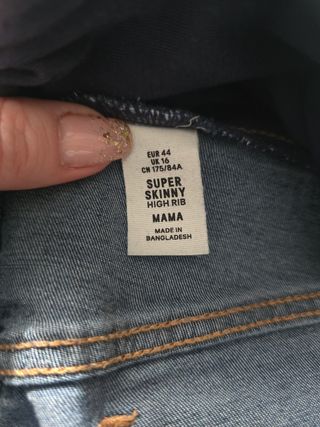 EUR 44
UK 16
CN 175/84A
SUPER
SKINNY
HIGH RIB
MAMA
MADE IN
BANGLADESH